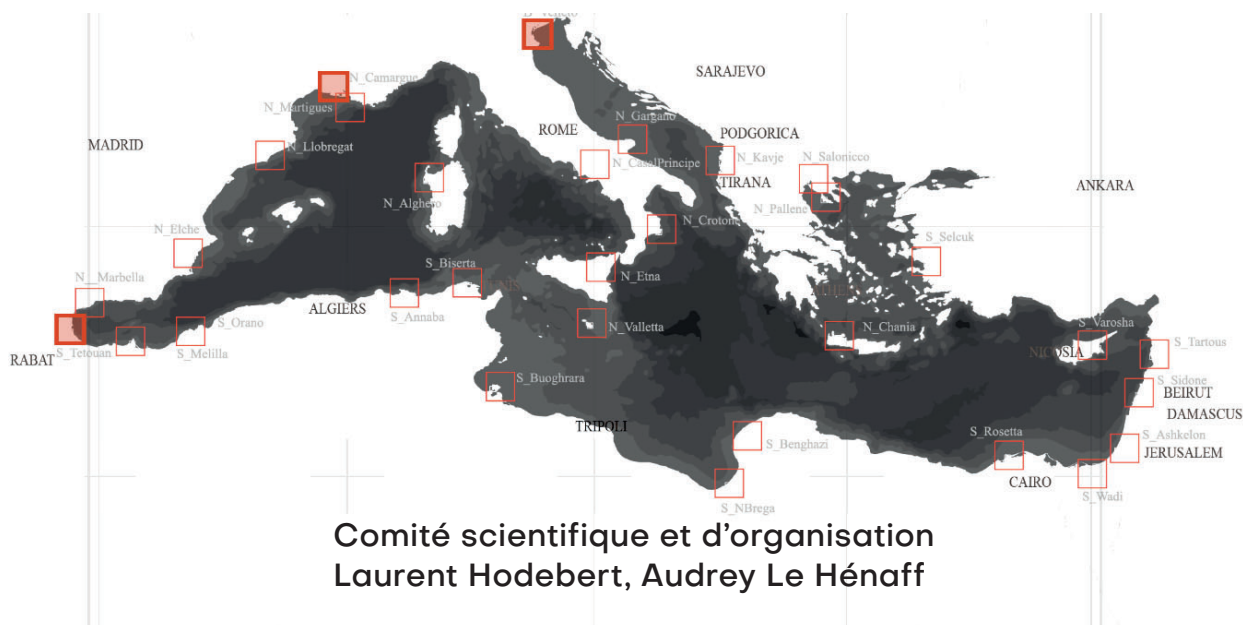 SARAJEVO
N_Camargue
N_Martigues
N_Gargano
ROME
PODGORICA
MADRID
N_Llobregat
N_CasalPrincipe
N_Kavje
N_Salonicco
TIRANA
ANKARA
N_Alghero
N_Pallene
N_Crotone
N_Elche
S_Selcuk
S_Biserta
N_Etna
N__Marbella
ALGIERS
S_Annaba
S_Orano
N_Valletta
N_Chania
S_Varosha
RABAT
S_Tetouan
S_Melilla
NICOSIA
S_Tartous
S_Buoghrara
S_Sidone
BEIRUT
DAMASCUS
TRIPOLI
S_Benghazi
S_Rosetta
S_Ashkelon
JERUSALEM
CAIRO
S_Wadi
S_NBrega
Comité scientifique et d’organisation
Laurent Hodebert, Audrey Le Hénaff